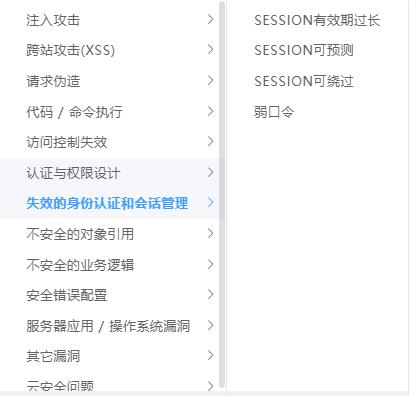 注入攻击
跨站攻击(XSS)
请求伪造
代码 / 命令执行
访问控制失效
认证与权限设计
失效的身份认证和会话管理
不安全的对象引用
不安全的业务逻辑
安全错误配置
服务器应用 / 操作系统漏洞
其它漏洞
云安全问题
SESSION有效期过长
SESSION可预测
SESSION可绕过
弱口令